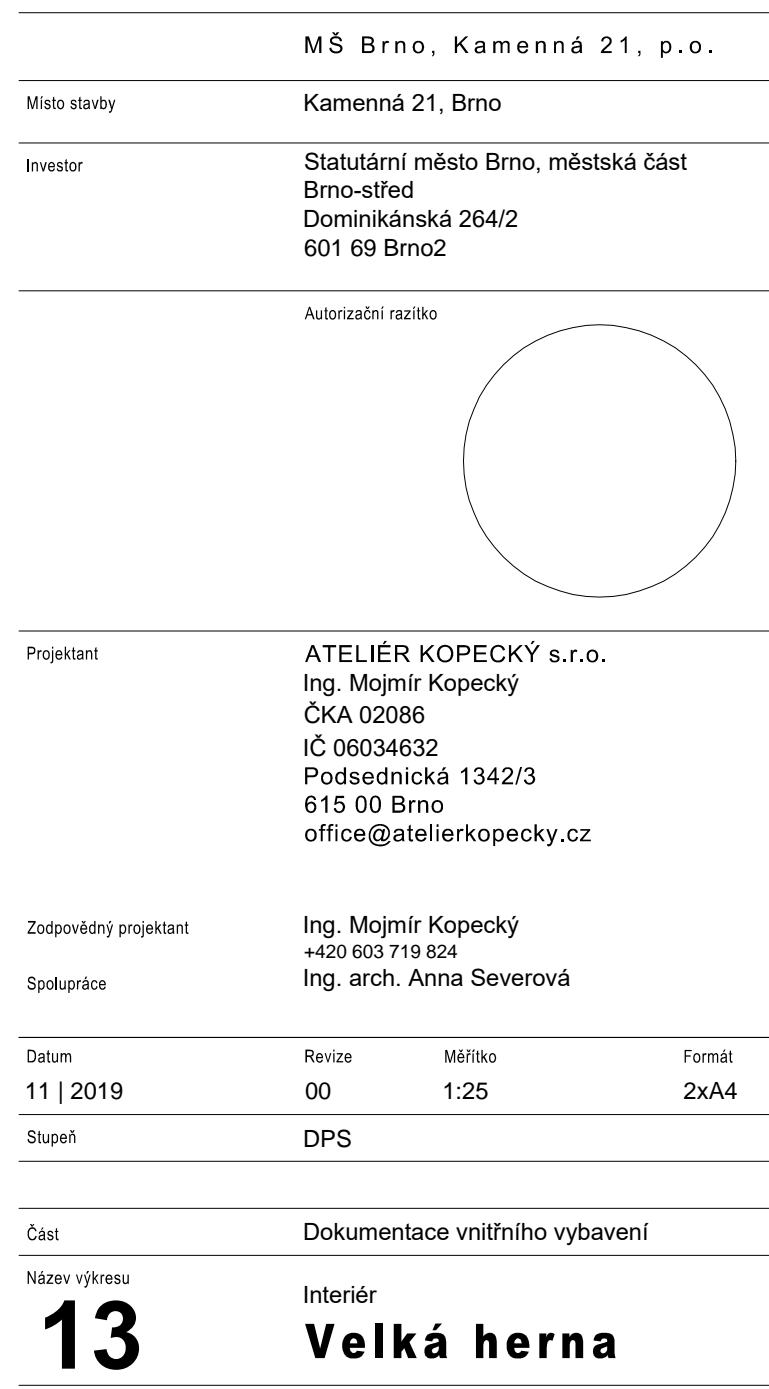 MŠ Brno, Kamenná 21, p.o.
Místo stavby
Kamenná 21, Brno
Investor
Statutární město Brno, městská část
Brno-střed
Dominikánská 264/2
601 69 Brno2
Autorizační razítko
Projektant
ATELIÉR KOPECKÝ s.r.o.
Ing. Mojmír Kopecký
ČKA 02086
IČ 06034632
Podsednická 1342/3
615 00 Brno
office@atelierkopecky.cz
Zodpovědný projektant
Ing. Mojmír Kopecký
+420 603 719 824
Spolupráce
Ing. arch. Anna Severová
Datum Revize Měřítko Formát
11 | 2019 00 1:25 2xA4
Stupeň
DPS
Část
Dokumentace vnitřního vybavení
Název výkresu
13
Interiér
Velká herna